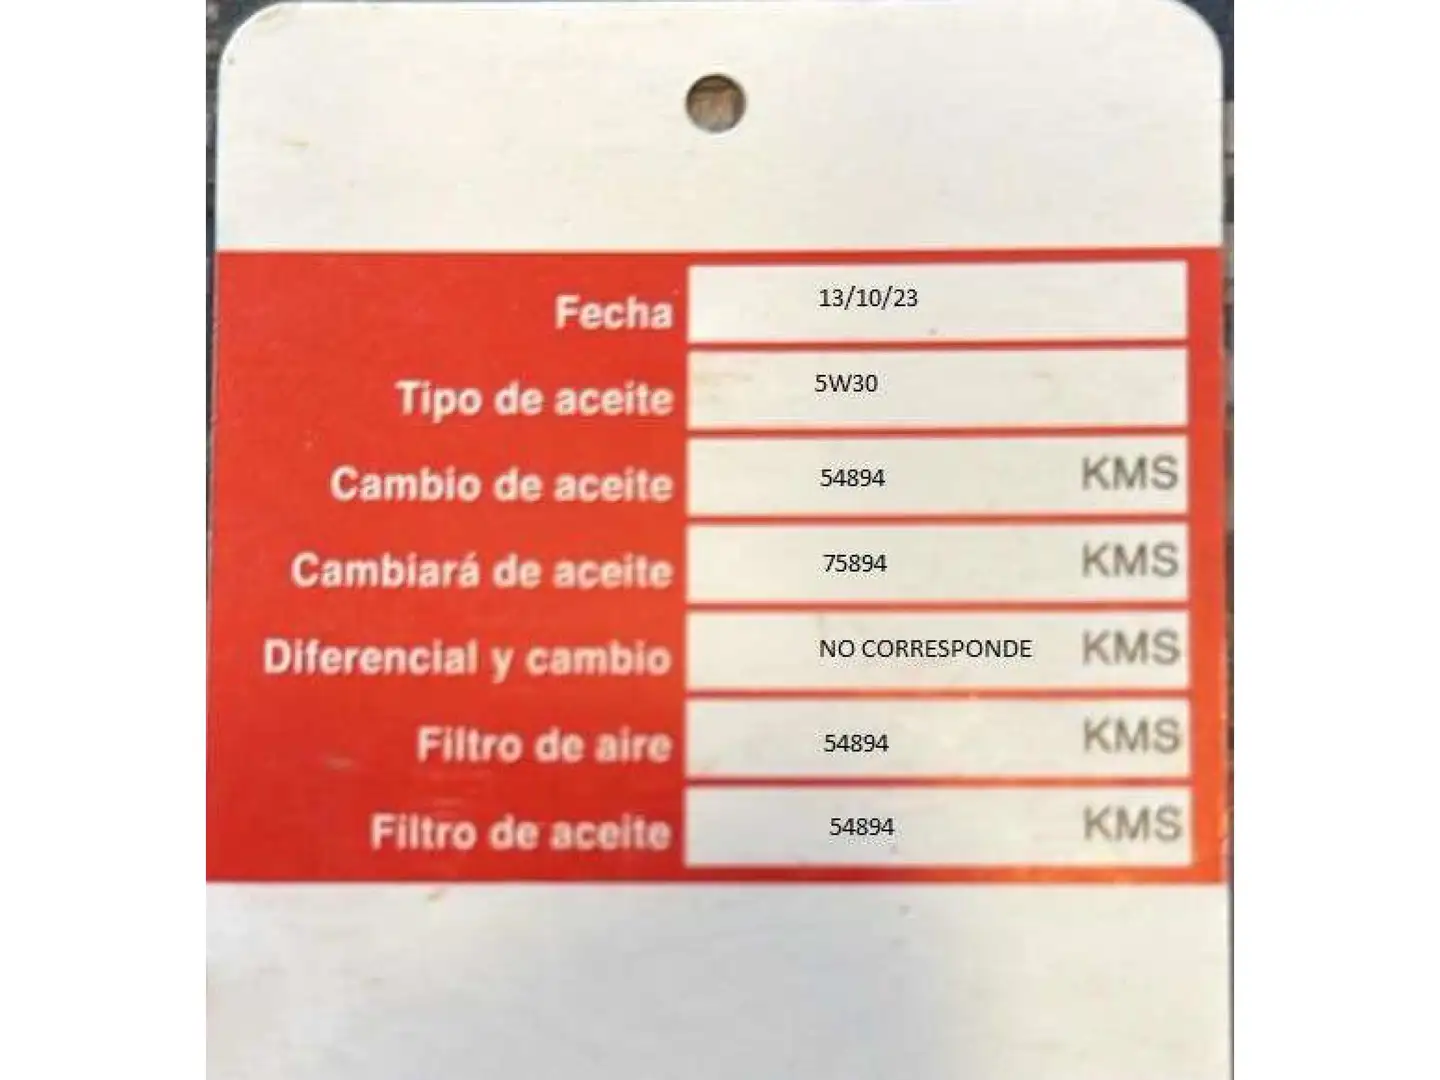 Fecha 13/10/23
Tipo de aceite 5W30
Cambio de aceite 54894 KMS
Cambiará de aceite 75894 KMS
Diferencial y cambio NO CORRESPONDE KMS
Filtro de aire 54894 KMS
Filtro de aceite 54894 KMS